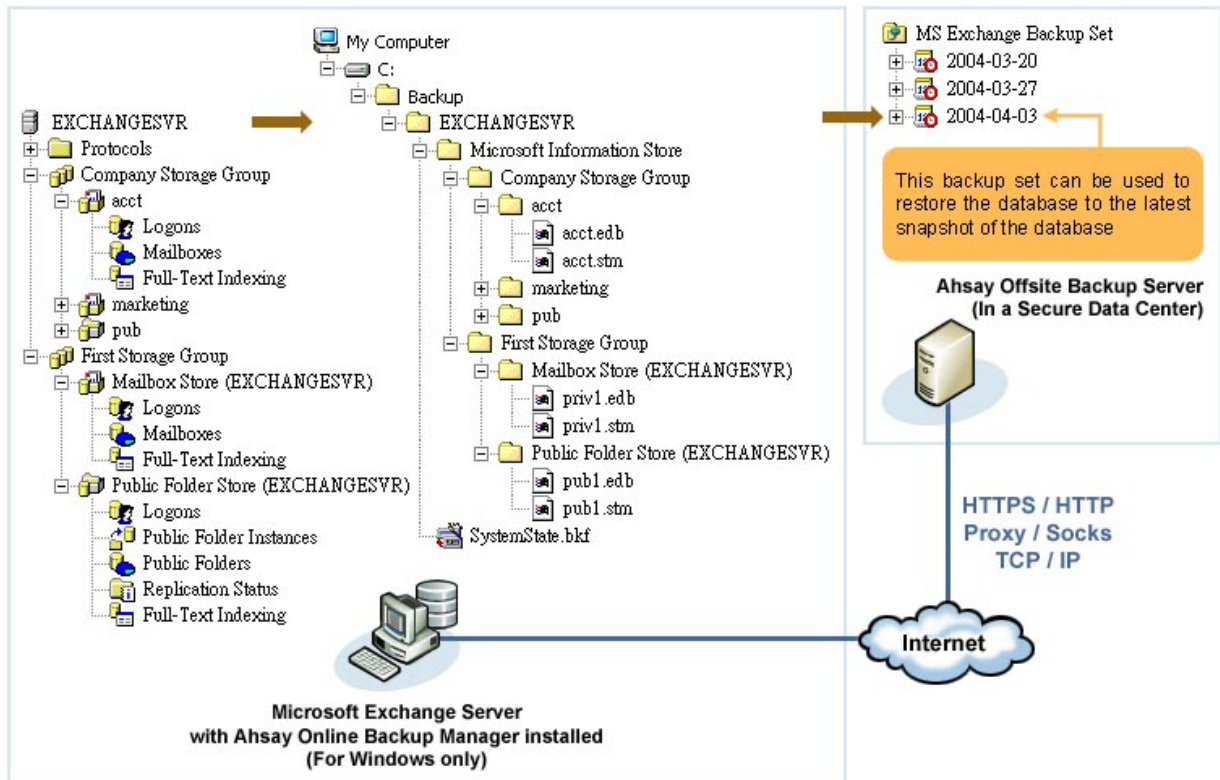 EXCHANGESVR
Protocols
Company Storage Group
acct
Logons
Mailboxes
Full-Text Indexing
marketing
pub
First Storage Group
Mailbox Store (EXCHANGESVR)
Logons
Mailboxes
Full-Text Indexing
Public Folder Store (EXCHANGESVR)
Logons
Public Folder Instances
Public Folders
Replication Status
Full-Text Indexing
My Computer
C:
Backup
EXCHANGESVR
Microsoft Information Store
Company Storage Group
acct
acct.edb
acct.stm
marketing
pub
First Storage Group
Mailbox Store (EXCHANGESVR)
priv1.edb
priv1.stm
Public Folder Store (EXCHANGESVR)
pub1.edb
pub1.stm
SystemState.bkf
Microsoft Exchange Server
with Ahsay Online Backup Manager installed
(For Windows only)
MS Exchange Backup Set
2004-03-20
2004-03-27
2004-04-03
This backup set can be used to
restore the database to the latest
snapshot of the database
Ahsay Offsite Backup Server
(In a Secure Data Center)
HTTPS / HTTP
Proxy / Socks
TCP / IP
Internet